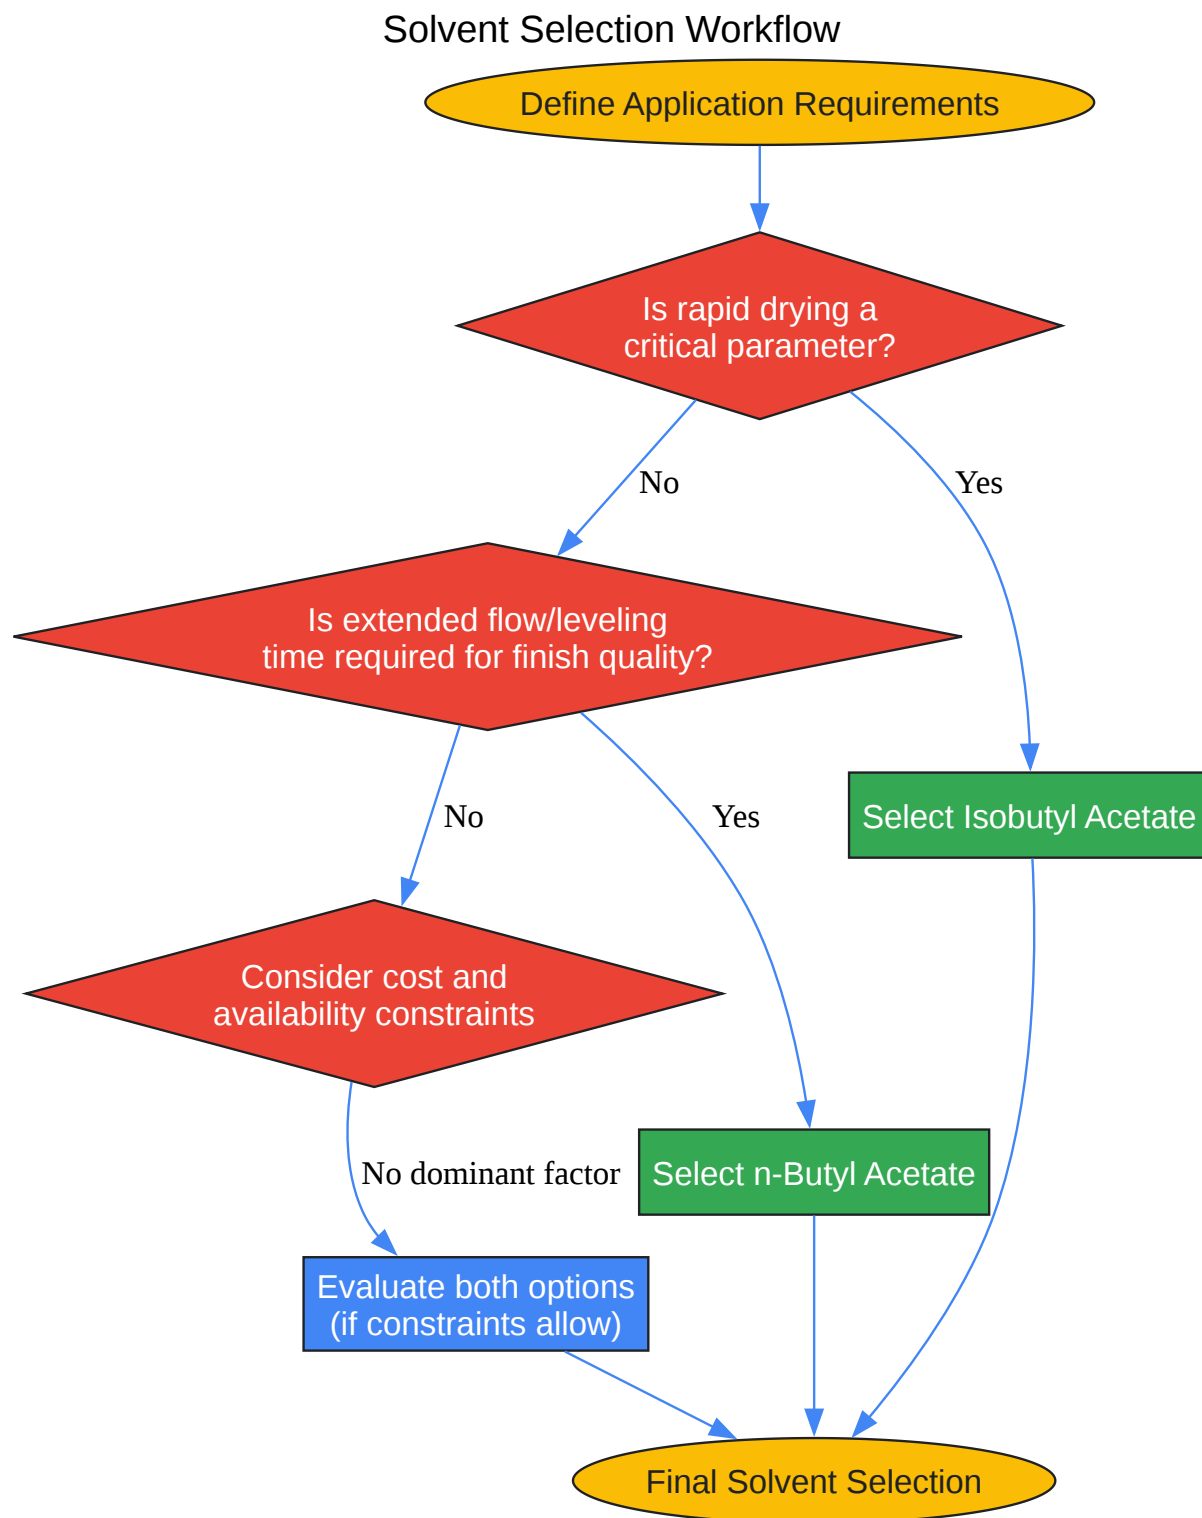 Solvent Selection Workflow
Define Application Requirements
Is rapid drying a
critical parameter?
No
Yes
Is extended flow/leveling
time required for finish quality?
No
Yes
Select Isobutyl Acetate
Consider cost and
availability constraints
No dominant factor
Select n-Butyl Acetate
Evaluate both options
(if constraints allow)
Final Solvent Selection